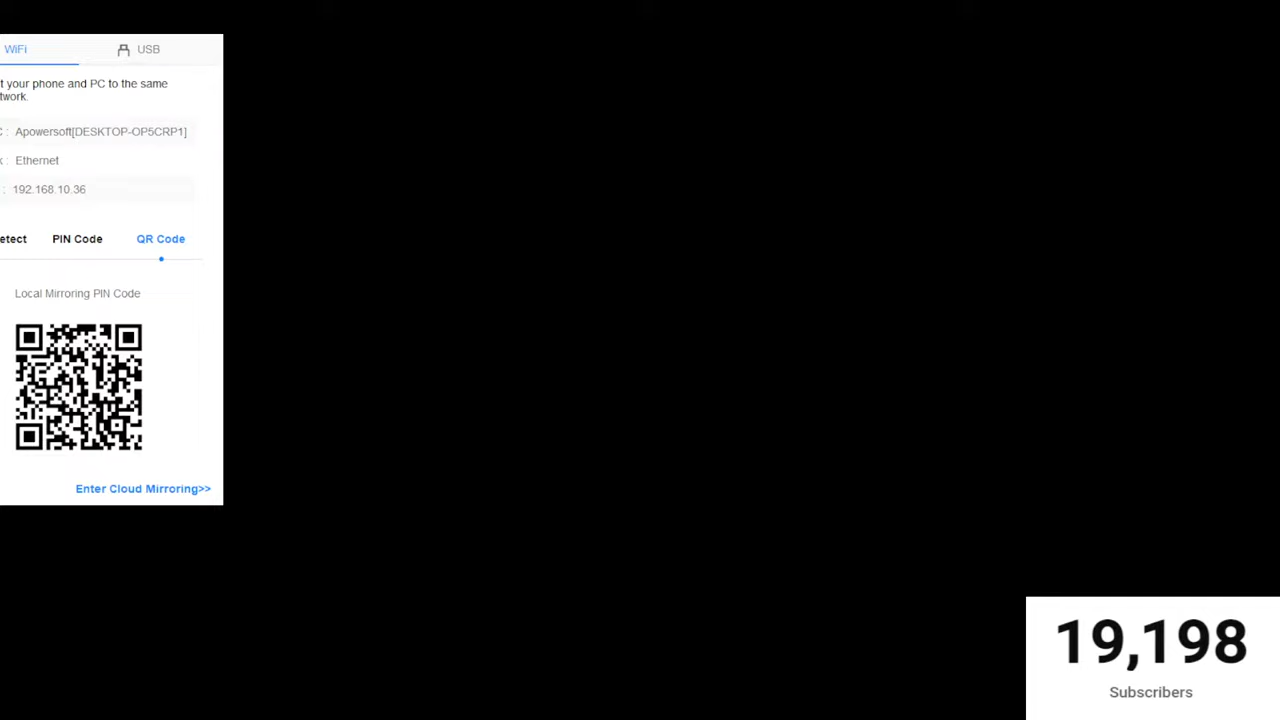 WiFi
USB
t your phone and PC to the same
twork.
C : Apowersoft[DESKTOP-OP5CRP1]
k : Ethernet
: 192.168.10.36
etect
PIN Code
QR Code
Local Mirroring PIN Code
Enter Cloud Mirroring>>
19,198
Subscribers